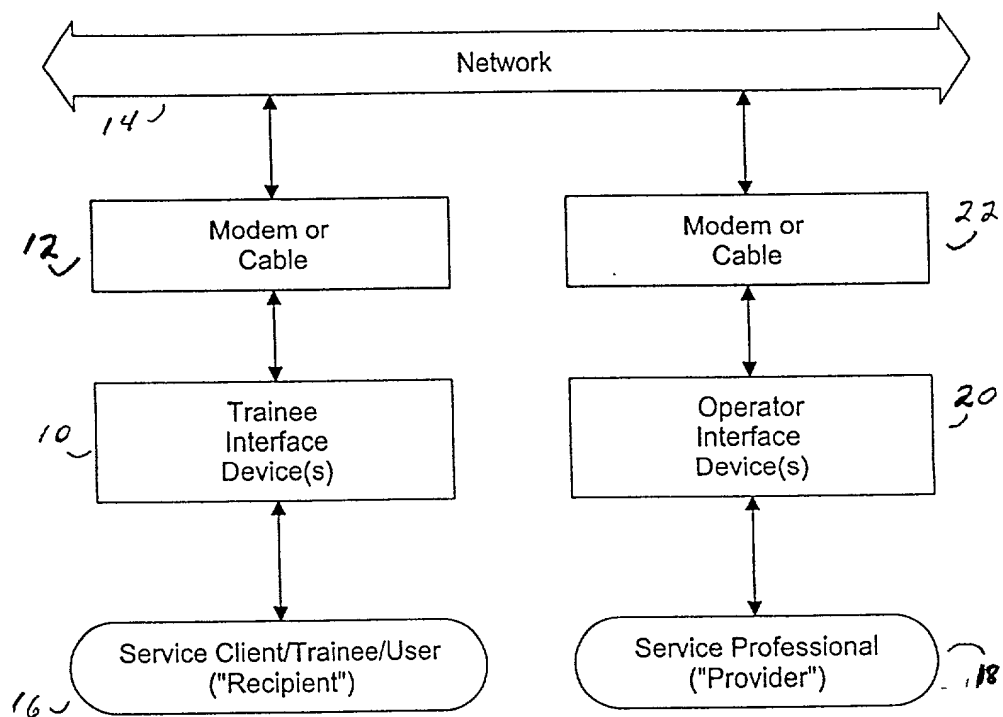 Network
14
Modem or
Cable
12
Modem or
Cable
22
Trainee
Interface
Device(s)
10
Operator
Interface
Device(s)
20
Service Client/Trainee/User
("Recipient")
16
Service Professional
("Provider")
18